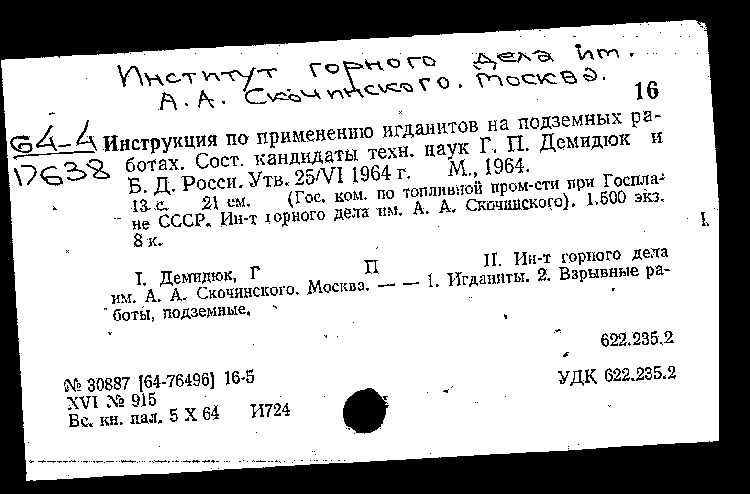 Институт горного дела им.
А. А. Скочинского. Москва.
16
64-4
17638
Инструкция по применению игданитов на подземных ра-
ботах. Сост. кандидаты техн. наук Г. П. Демидюк и
Б. Д. Росси. Утв. 25/VI 1964 г. М., 1964.
13 с. 21 см. (Гос. ком. по топливной пром-сти при Госпла-
не СССР. Ин-т горного дела им. А. А. Скочинского). 1.500 экз.
8 к.
I.
I. Демидюк, Г П II. Ин-т горного дела
им. А. А. Скочинского. Москва. — — 1. Игданиты. 2. Взрывные ра-
боты, подземные.
622.235.2
№ 30887 [64-76496] 16-5
УДК 622.235.2
XVI № 915
Вс. кн. пал. 5 X 64 И724